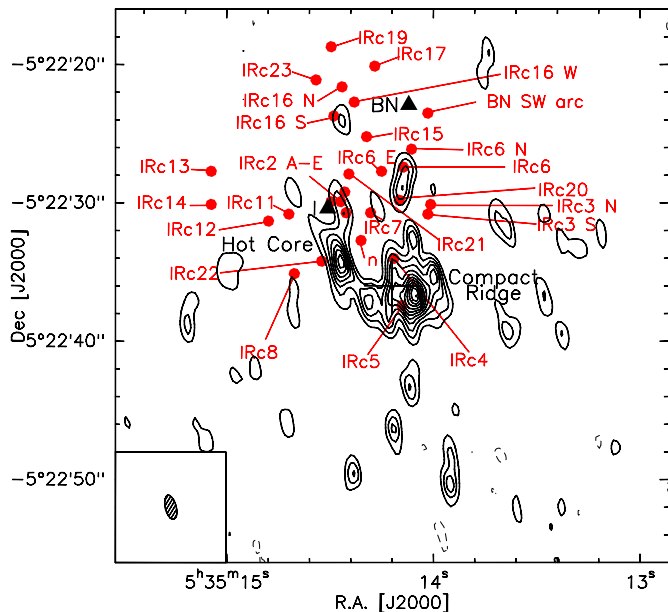 IRc19
IRc17
−5°22'20"
IRc23
IRc16 W
IRc16 N
BN
BN SW arc
IRc16 S
IRc15
IRc6 N
IRc13
IRc2 A-E
IRc6 E
IRc6
IRc14
IRc11
IRc20
−5°22'30"
I
IRc3 N
IRc12
IRc7
IRc3 S
Hot Core
n
IRc21
IRc22
Compact
Ridge
−5°22'40"
IRc8
IRc5
IRc4
−5°22'50"
Dec [J2000]
5ʰ35ᵐ15ˢ
14ˢ
13ˢ
R.A. [J2000]